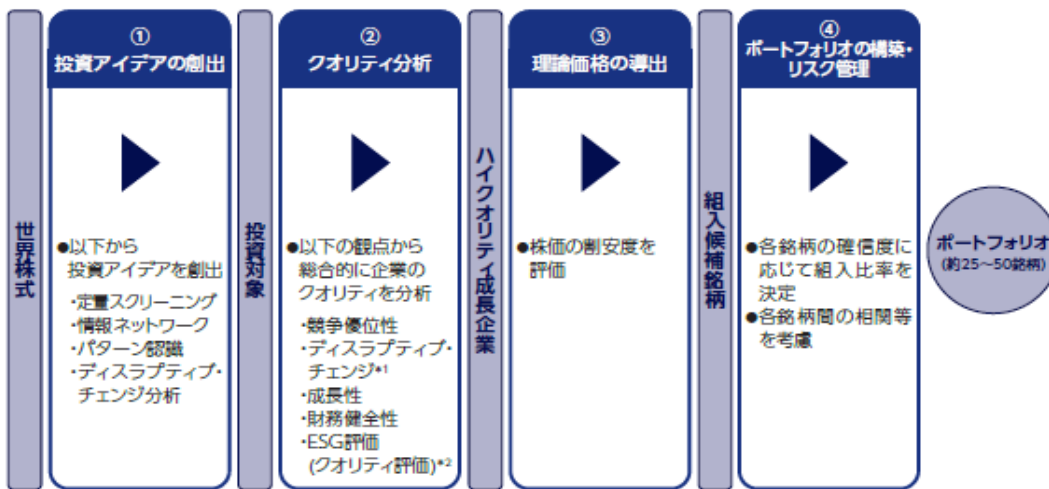 世界株式
①
投資アイデアの創出
●以下から
投資アイデアを創出
・定量スクリーニング
・情報ネットワーク
・パターン認識
・ディスラプティブ・
チェンジ分析
投資対象
②
クオリティ分析
●以下の観点から
総合的に企業の
クオリティを分析
・競争優位性
・ディスラプティブ・
チェンジ*1
・成長性
・財務健全性
・ESG評価
(クオリティ評価)*2
ハイクオリティ成長企業
③
理論価格の導出
●株価の割安度を
評価
組入候補銘柄
④
ポートフォリオの構築・
リスク管理
●各銘柄の確信度に
応じて組入比率を
決定
●各銘柄間の相関等
を考慮
ポートフォリオ
(約25～50銘柄)